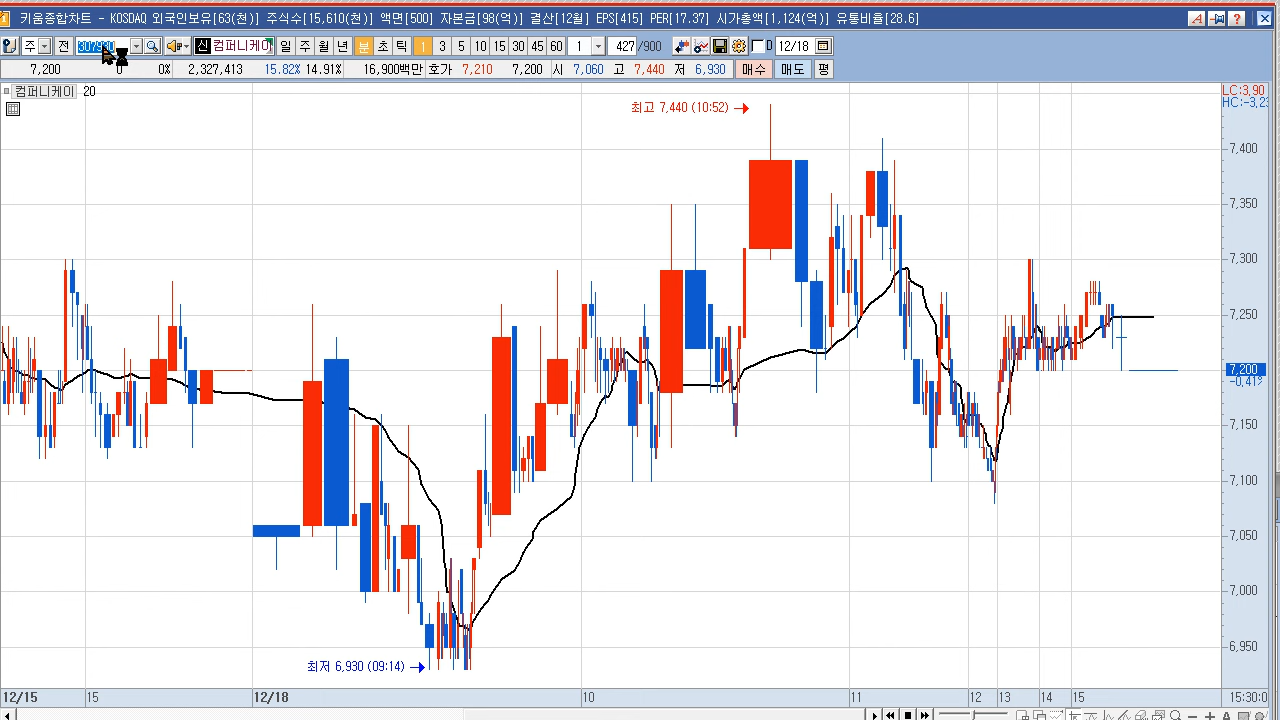 키움종합차트 - KOSDAQ 외국인보유[63(천)] 주식수[15,610(천)] 액면[500] 자본금[98(억)] 결산[12월] EPS[415] PER[17.37] 시가총액[1,124(억)] 유통비율[28.6]
주 전 신 컴퍼니케이 일 주 월 년 분 초 틱 1 3 5 10 15 30 45 60 1 427 /900 D 12/18
7,200 0% 2,327,413 15.82% 14.91% 16,900백만 호가 7,210 7,200 시 7,060 고 7,440 저 6,930 매수 매도 평
컴퍼니케이 20
LC:3,90
HC:-3,23
최고 7,440 (10:52)
7,400
7,350
7,300
7,250
7,200
-0,41%
7,150
7,100
7,050
7,000
6,950
최저 6,930 (09:14)
12/15 15 12/18 10 11 12 13 14 15 15:30:0